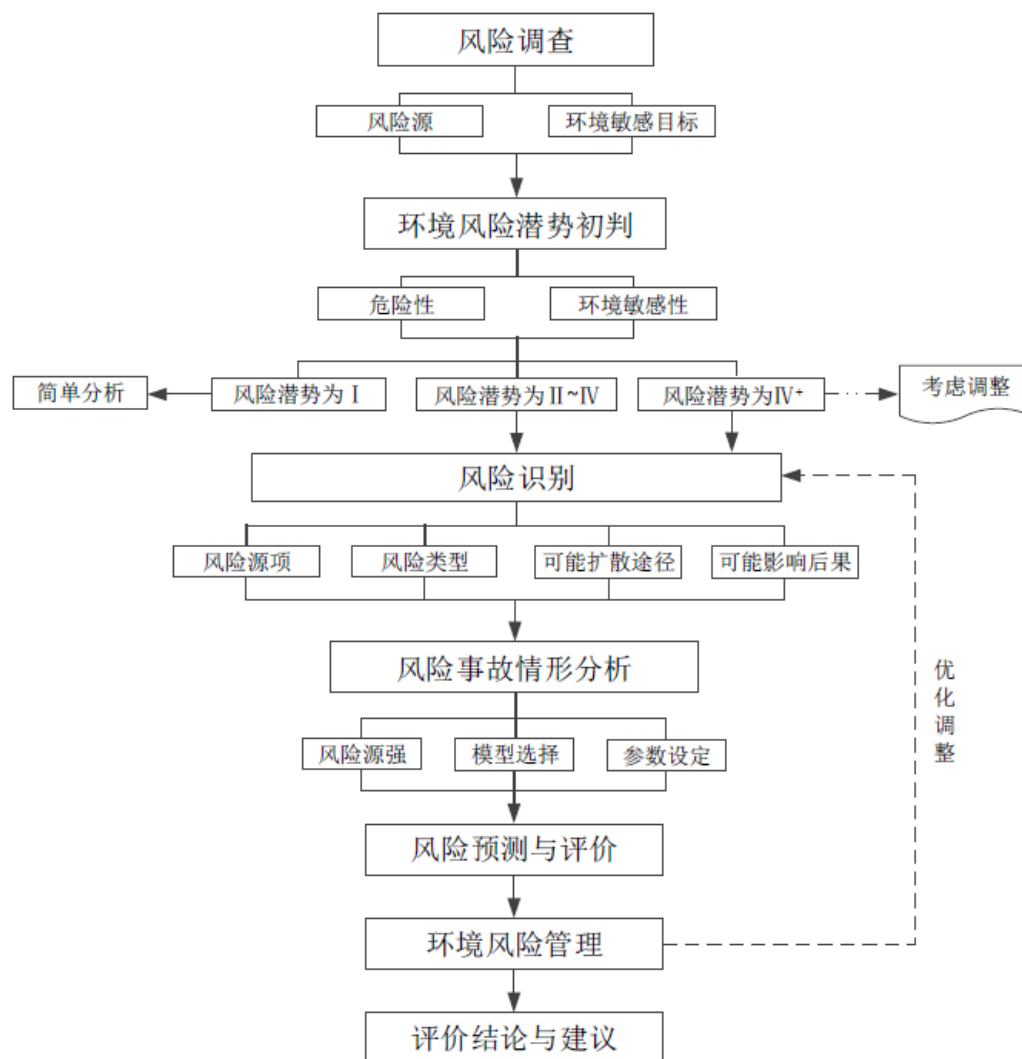 风险调查
风险源
环境敏感目标
环境风险潜势初判
危险性
环境敏感性
简单分析
风险潜势为Ⅰ
风险潜势为Ⅱ~Ⅳ
风险潜势为Ⅳ⁺
考虑调整
风险识别
风险源项
风险类型
可能扩散途径
可能影响后果
风险事故情形分析
优化调整
风险源强
模型选择
参数设定
风险预测与评价
环境风险管理
评价结论与建议